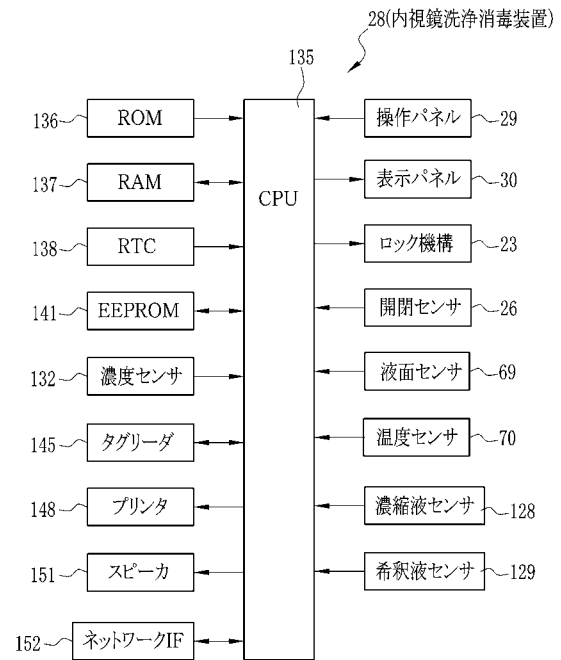 28(内視鏡洗浄消毒装置)
135
CPU
136 ROM
137 RAM
138 RTC
141 EEPROM
132 濃度センサ
145 タグリーダ
148 プリンタ
151 スピーカ
152 ネットワークIF
操作パネル 29
表示パネル 30
ロック機構 23
開閉センサ 26
液面センサ 69
温度センサ 70
濃縮液センサ 128
希釈液センサ 129